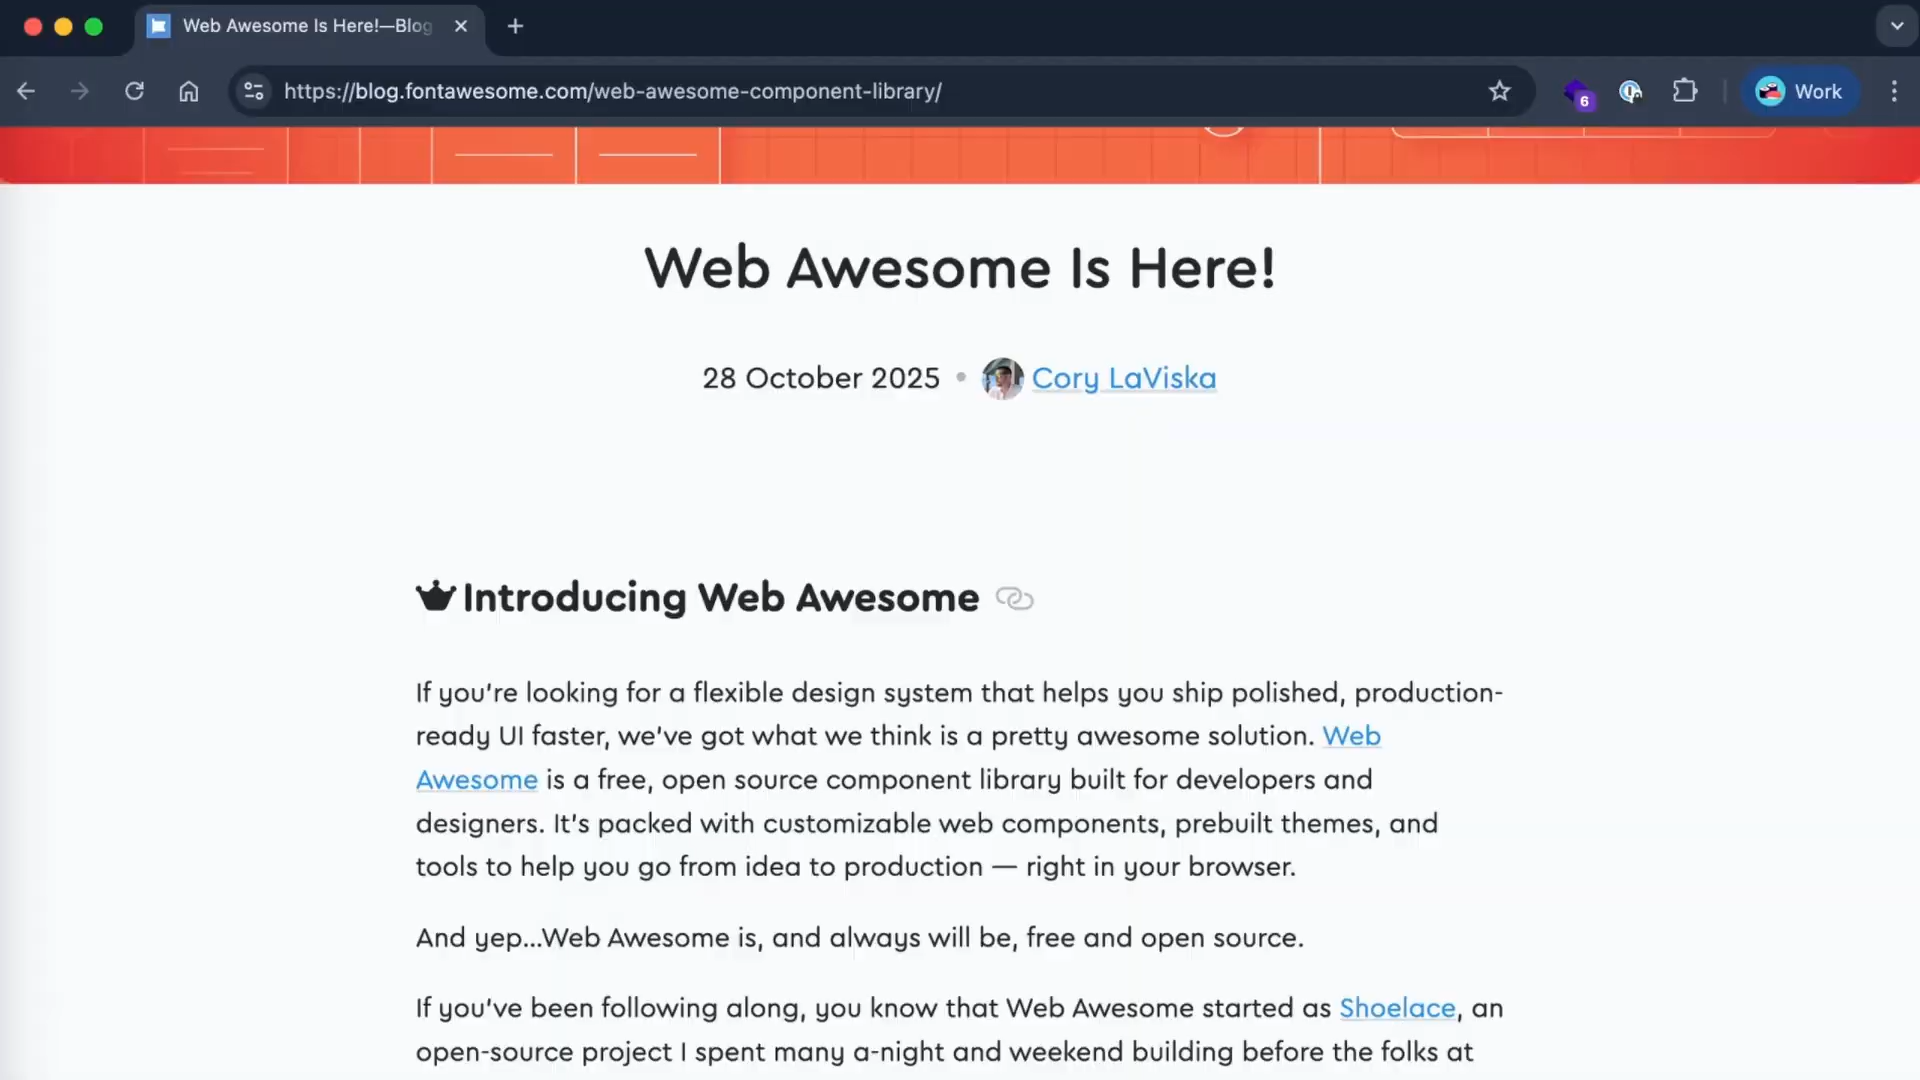 Web Awesome Is Here!—Blog
https://blog.fontawesome.com/web-awesome-component-library/
6
Work
Web Awesome Is Here!
28 October 2025 • Cory LaViska
Introducing Web Awesome
If you're looking for a flexible design system that helps you ship polished, production-
ready UI faster, we've got what we think is a pretty awesome solution. Web
Awesome is a free, open source component library built for developers and
designers. It's packed with customizable web components, prebuilt themes, and
tools to help you go from idea to production — right in your browser.
And yep...Web Awesome is, and always will be, free and open source.
If you've been following along, you know that Web Awesome started as Shoelace, an
open-source project I spent many a-night and weekend building before the folks at